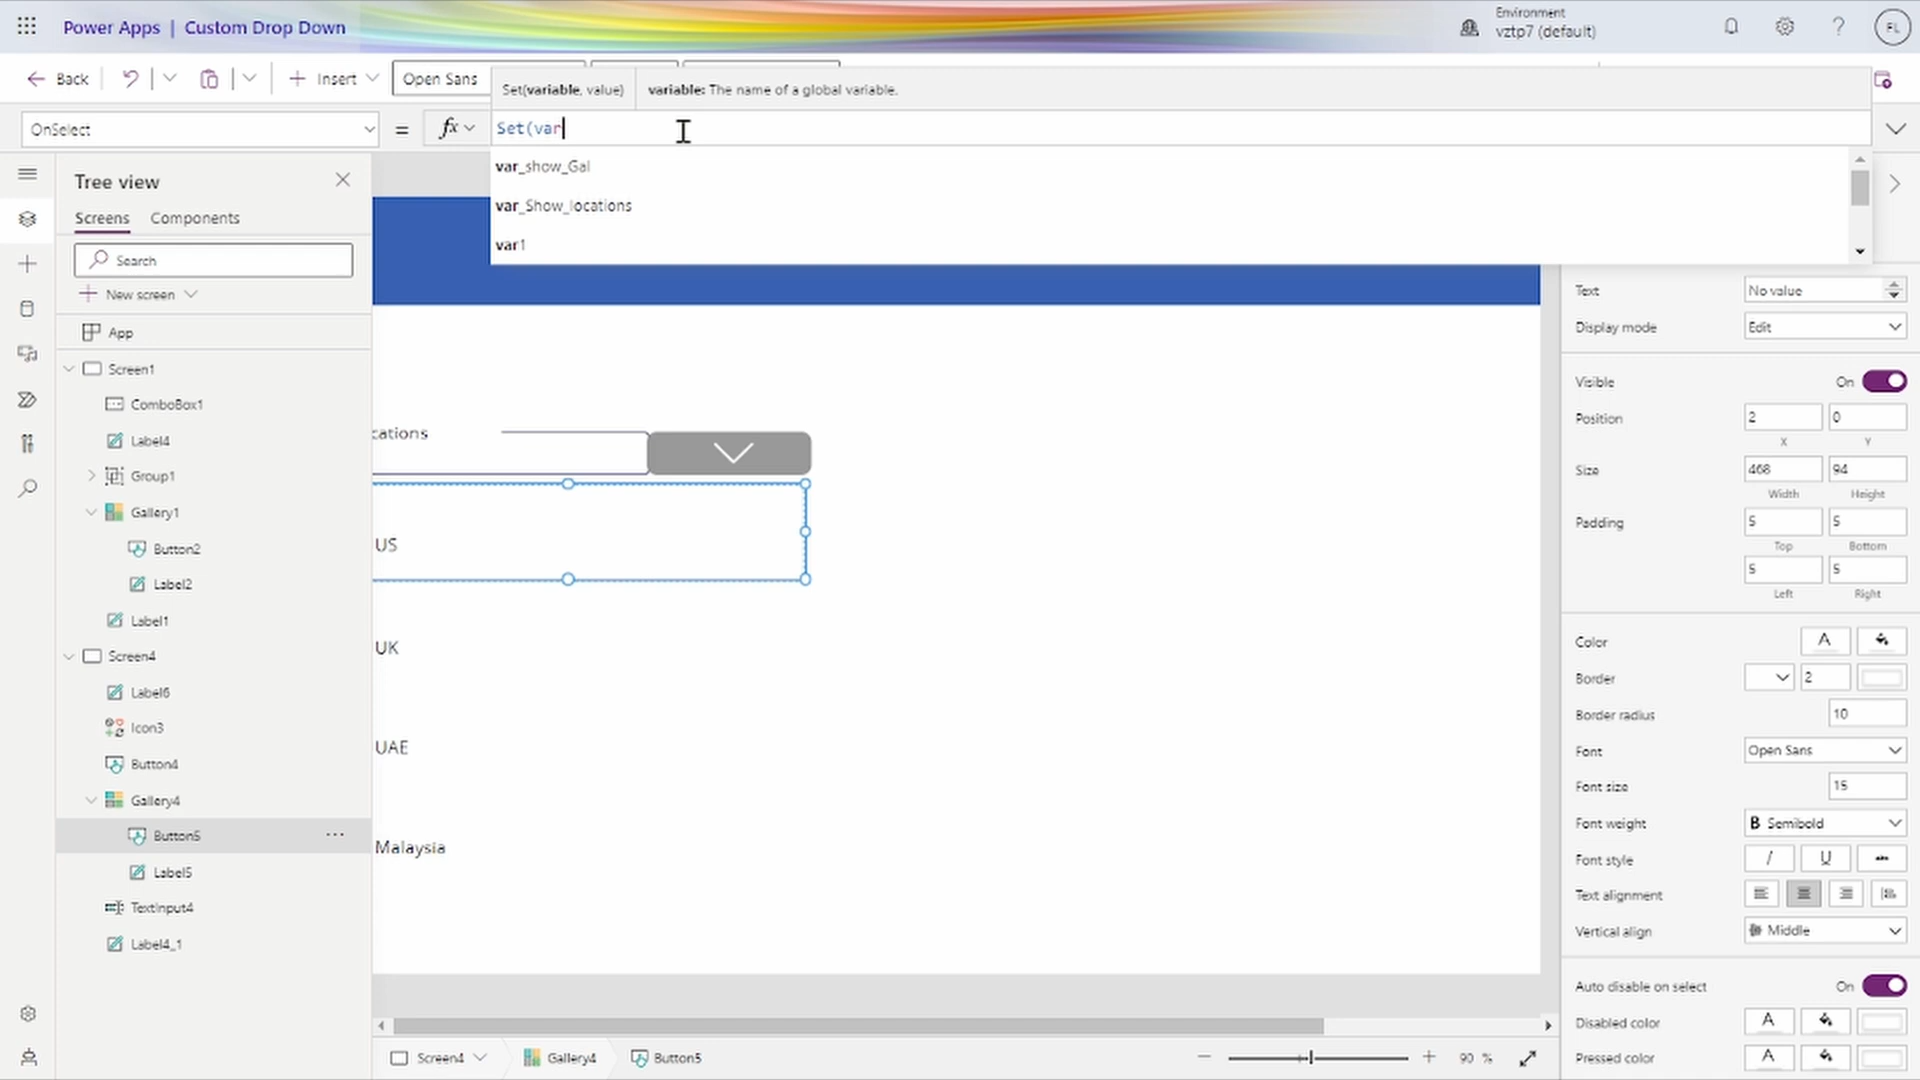 Power Apps | Custom Drop Down
Environment
vztp7 (default)
?
FL
Back
Insert
Open Sans
Set(variable, value)
variable: The name of a global variable.
OnSelect
=
fx
Set(var
var_show_Gal
var_Show_locations
var1
Tree view
Screens
Components
Search
New screen
App
Screen1
ComboBox1
Label4
Group1
Gallery1
Button2
Label2
Label1
Screen4
Label6
Icon3
Button4
Gallery4
Button5
...
Label5
TextInput4
Label4_1
cations
US
UK
UAE
Malaysia
Text
No value
Display mode
Edit
Visible
On
Position
2
0
X
Y
Size
468
94
Width
Height
Padding
5
5
Top
Bottom
5
5
Left
Right
Color
A
Border
2
Border radius
10
Font
Open Sans
Font size
15
Font weight
B Semibold
Font style
/
U
abc
Text alignment
Vertical align
Middle
Auto disable on select
On
Disabled color
A
Pressed color
A
Screen4
Gallery4
Button5
90 %